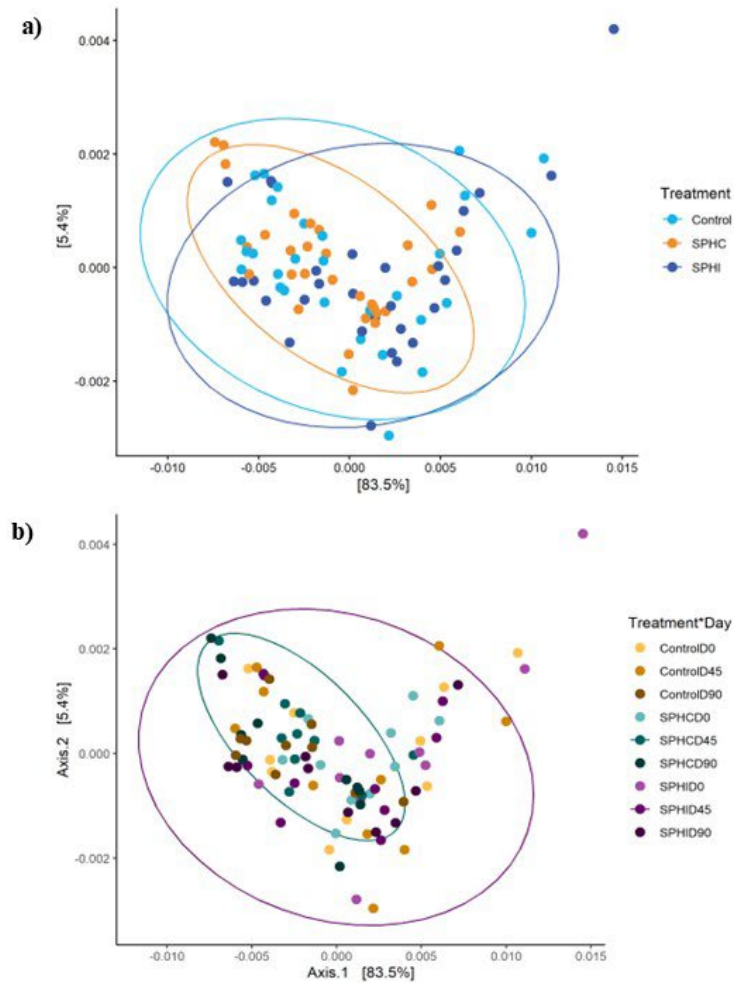 a)
0.004
0.002
0.000
-0.002
[5.4%]
-0.010
-0.005
0.000
0.005
0.010
0.015
[83.5%]
Treatment
Control
SPHC
SPHI
b)
0.004
0.002
0.000
-0.002
Axis.2 [5.4%]
-0.010
-0.005
0.000
0.005
0.010
0.015
Axis.1 [83.5%]
Treatment*Day
ControlD0
ControlD45
ControlD90
SPHCD0
SPHCD45
SPHCD90
SPHID0
SPHID45
SPHID90